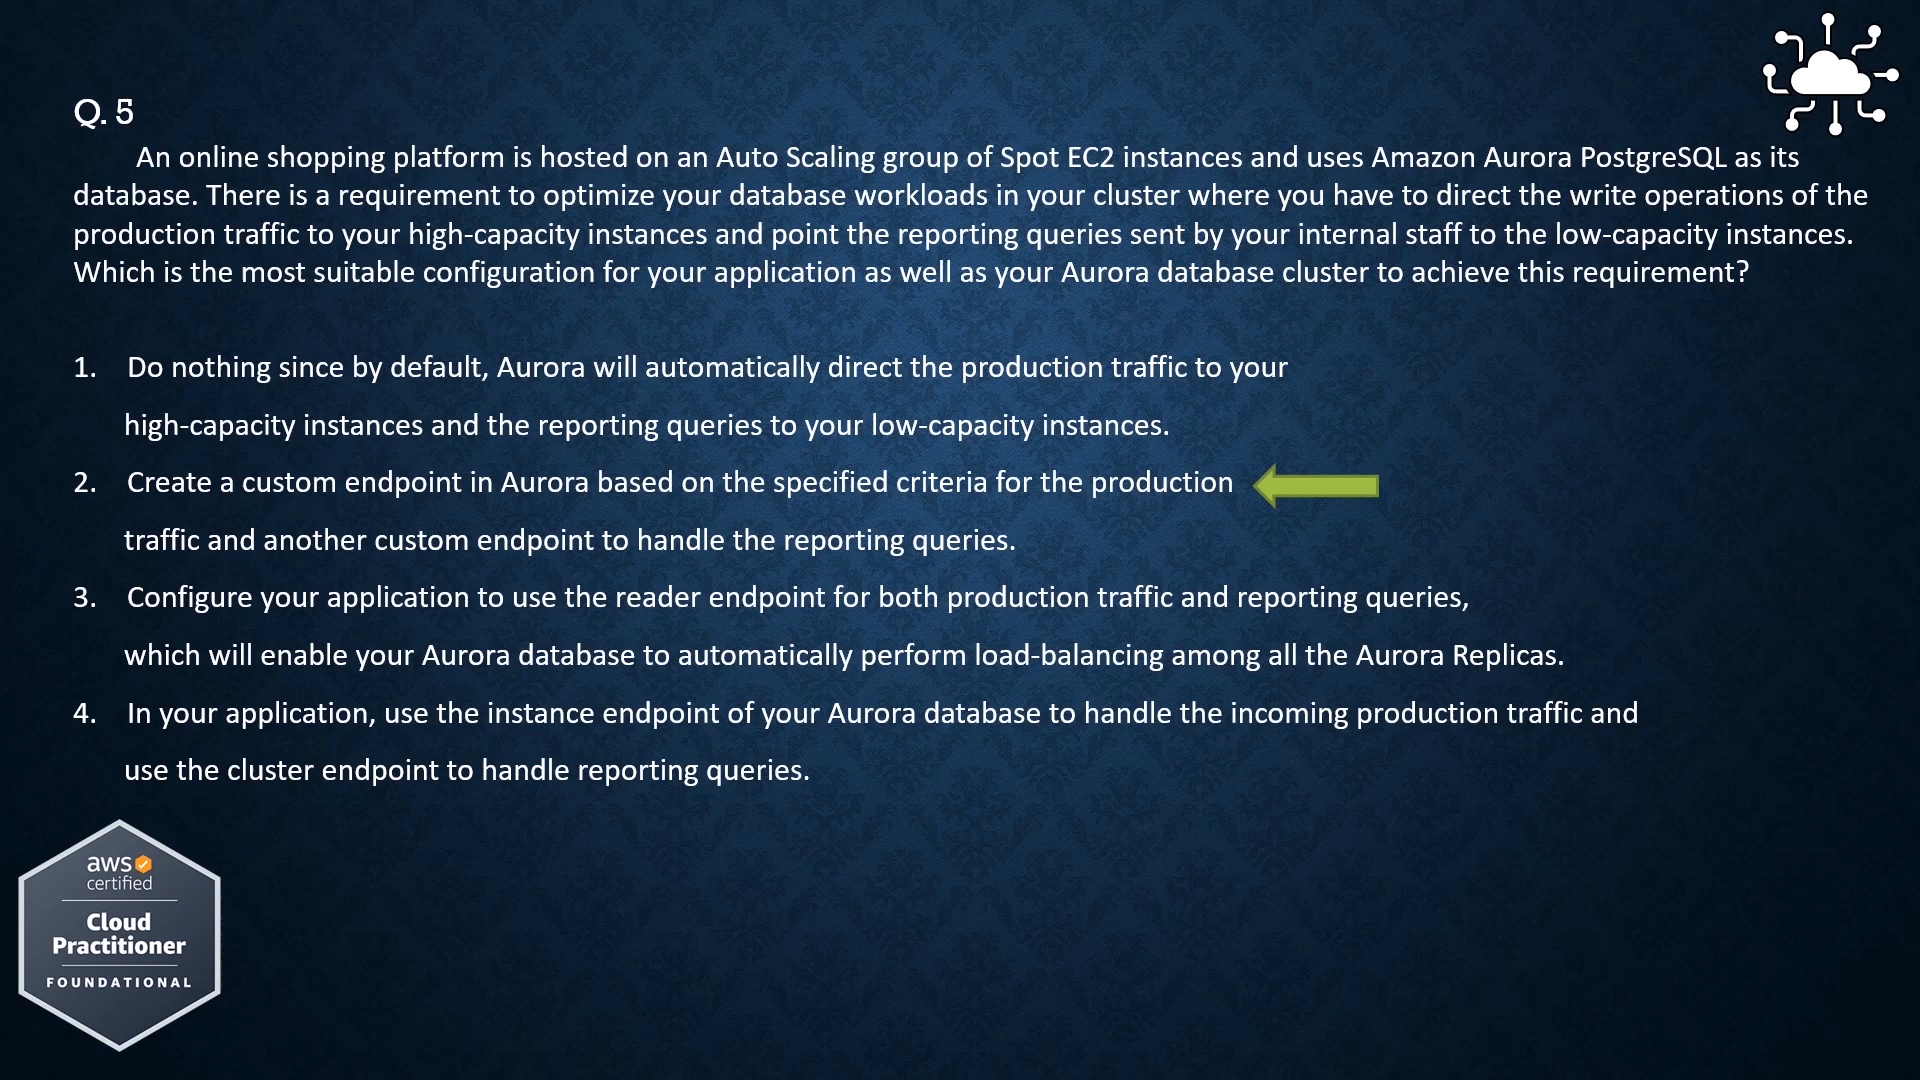 Q. 5
An online shopping platform is hosted on an Auto Scaling group of Spot EC2 instances and uses Amazon Aurora PostgreSQL as its
database. There is a requirement to optimize your database workloads in your cluster where you have to direct the write operations of the
production traffic to your high-capacity instances and point the reporting queries sent by your internal staff to the low-capacity instances.
Which is the most suitable configuration for your application as well as your Aurora database cluster to achieve this requirement?
1. Do nothing since by default, Aurora will automatically direct the production traffic to your
high-capacity instances and the reporting queries to your low-capacity instances.
2. Create a custom endpoint in Aurora based on the specified criteria for the production
traffic and another custom endpoint to handle the reporting queries.
3. Configure your application to use the reader endpoint for both production traffic and reporting queries,
which will enable your Aurora database to automatically perform load-balancing among all the Aurora Replicas.
4. In your application, use the instance endpoint of your Aurora database to handle the incoming production traffic and
use the cluster endpoint to handle reporting queries.
aws
certified
Cloud
Practitioner
FOUNDATIONAL